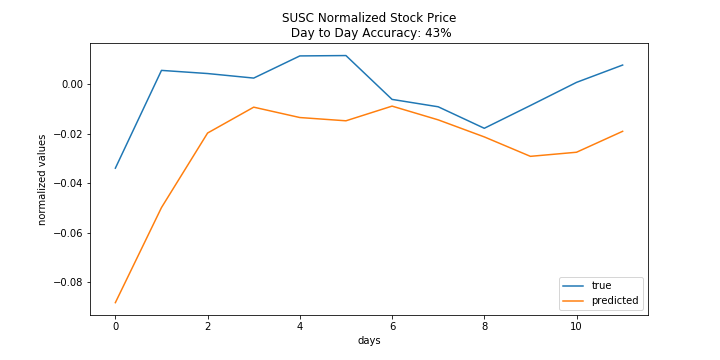 SUSC Normalized Stock Price
Day to Day Accuracy: 43%
normalized values
0.00
−0.02
−0.04
−0.06
−0.08
0 2 4 6 8 10
days
true
predicted